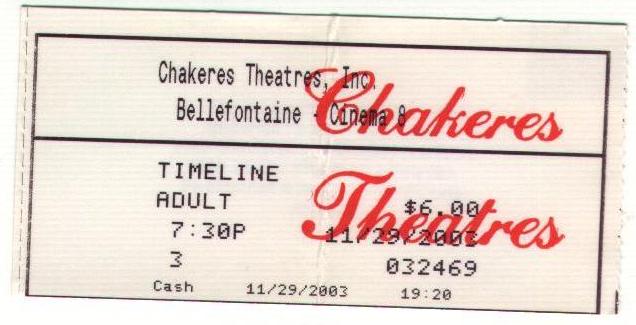 Chakeres Theatres, Inc.
Bellefontaine - Cinema 8
Chakeres
Theatres
TIMELINE
ADULT $6.00
7:30P 11/29/2003
3 032469
Cash 11/29/2003 19:20